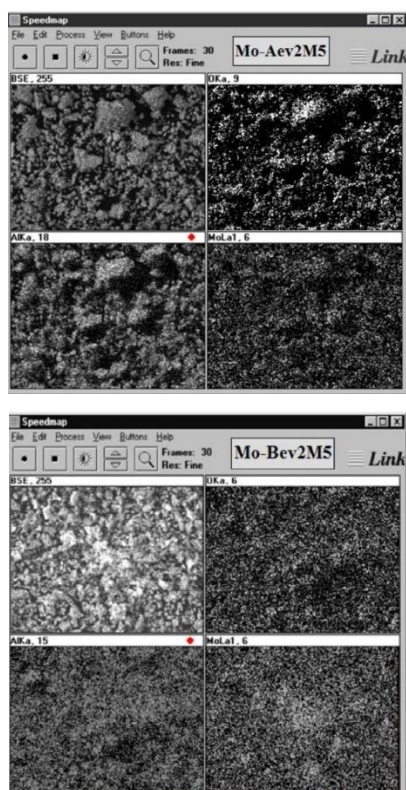 Speedmap
File Edit Process View Buttons Help
Frames: 30
Res: Fine
Mo-Aev2M5
Link
BSE, 255
OKa, 9
AlKa, 18
MoLa1, 6
Speedmap
File Edit Process View Buttons Help
Frames: 30
Res: Fine
Mo-Bev2M5
Link
BSE, 255
OKa, 6
AlKa, 15
MoLa1, 6